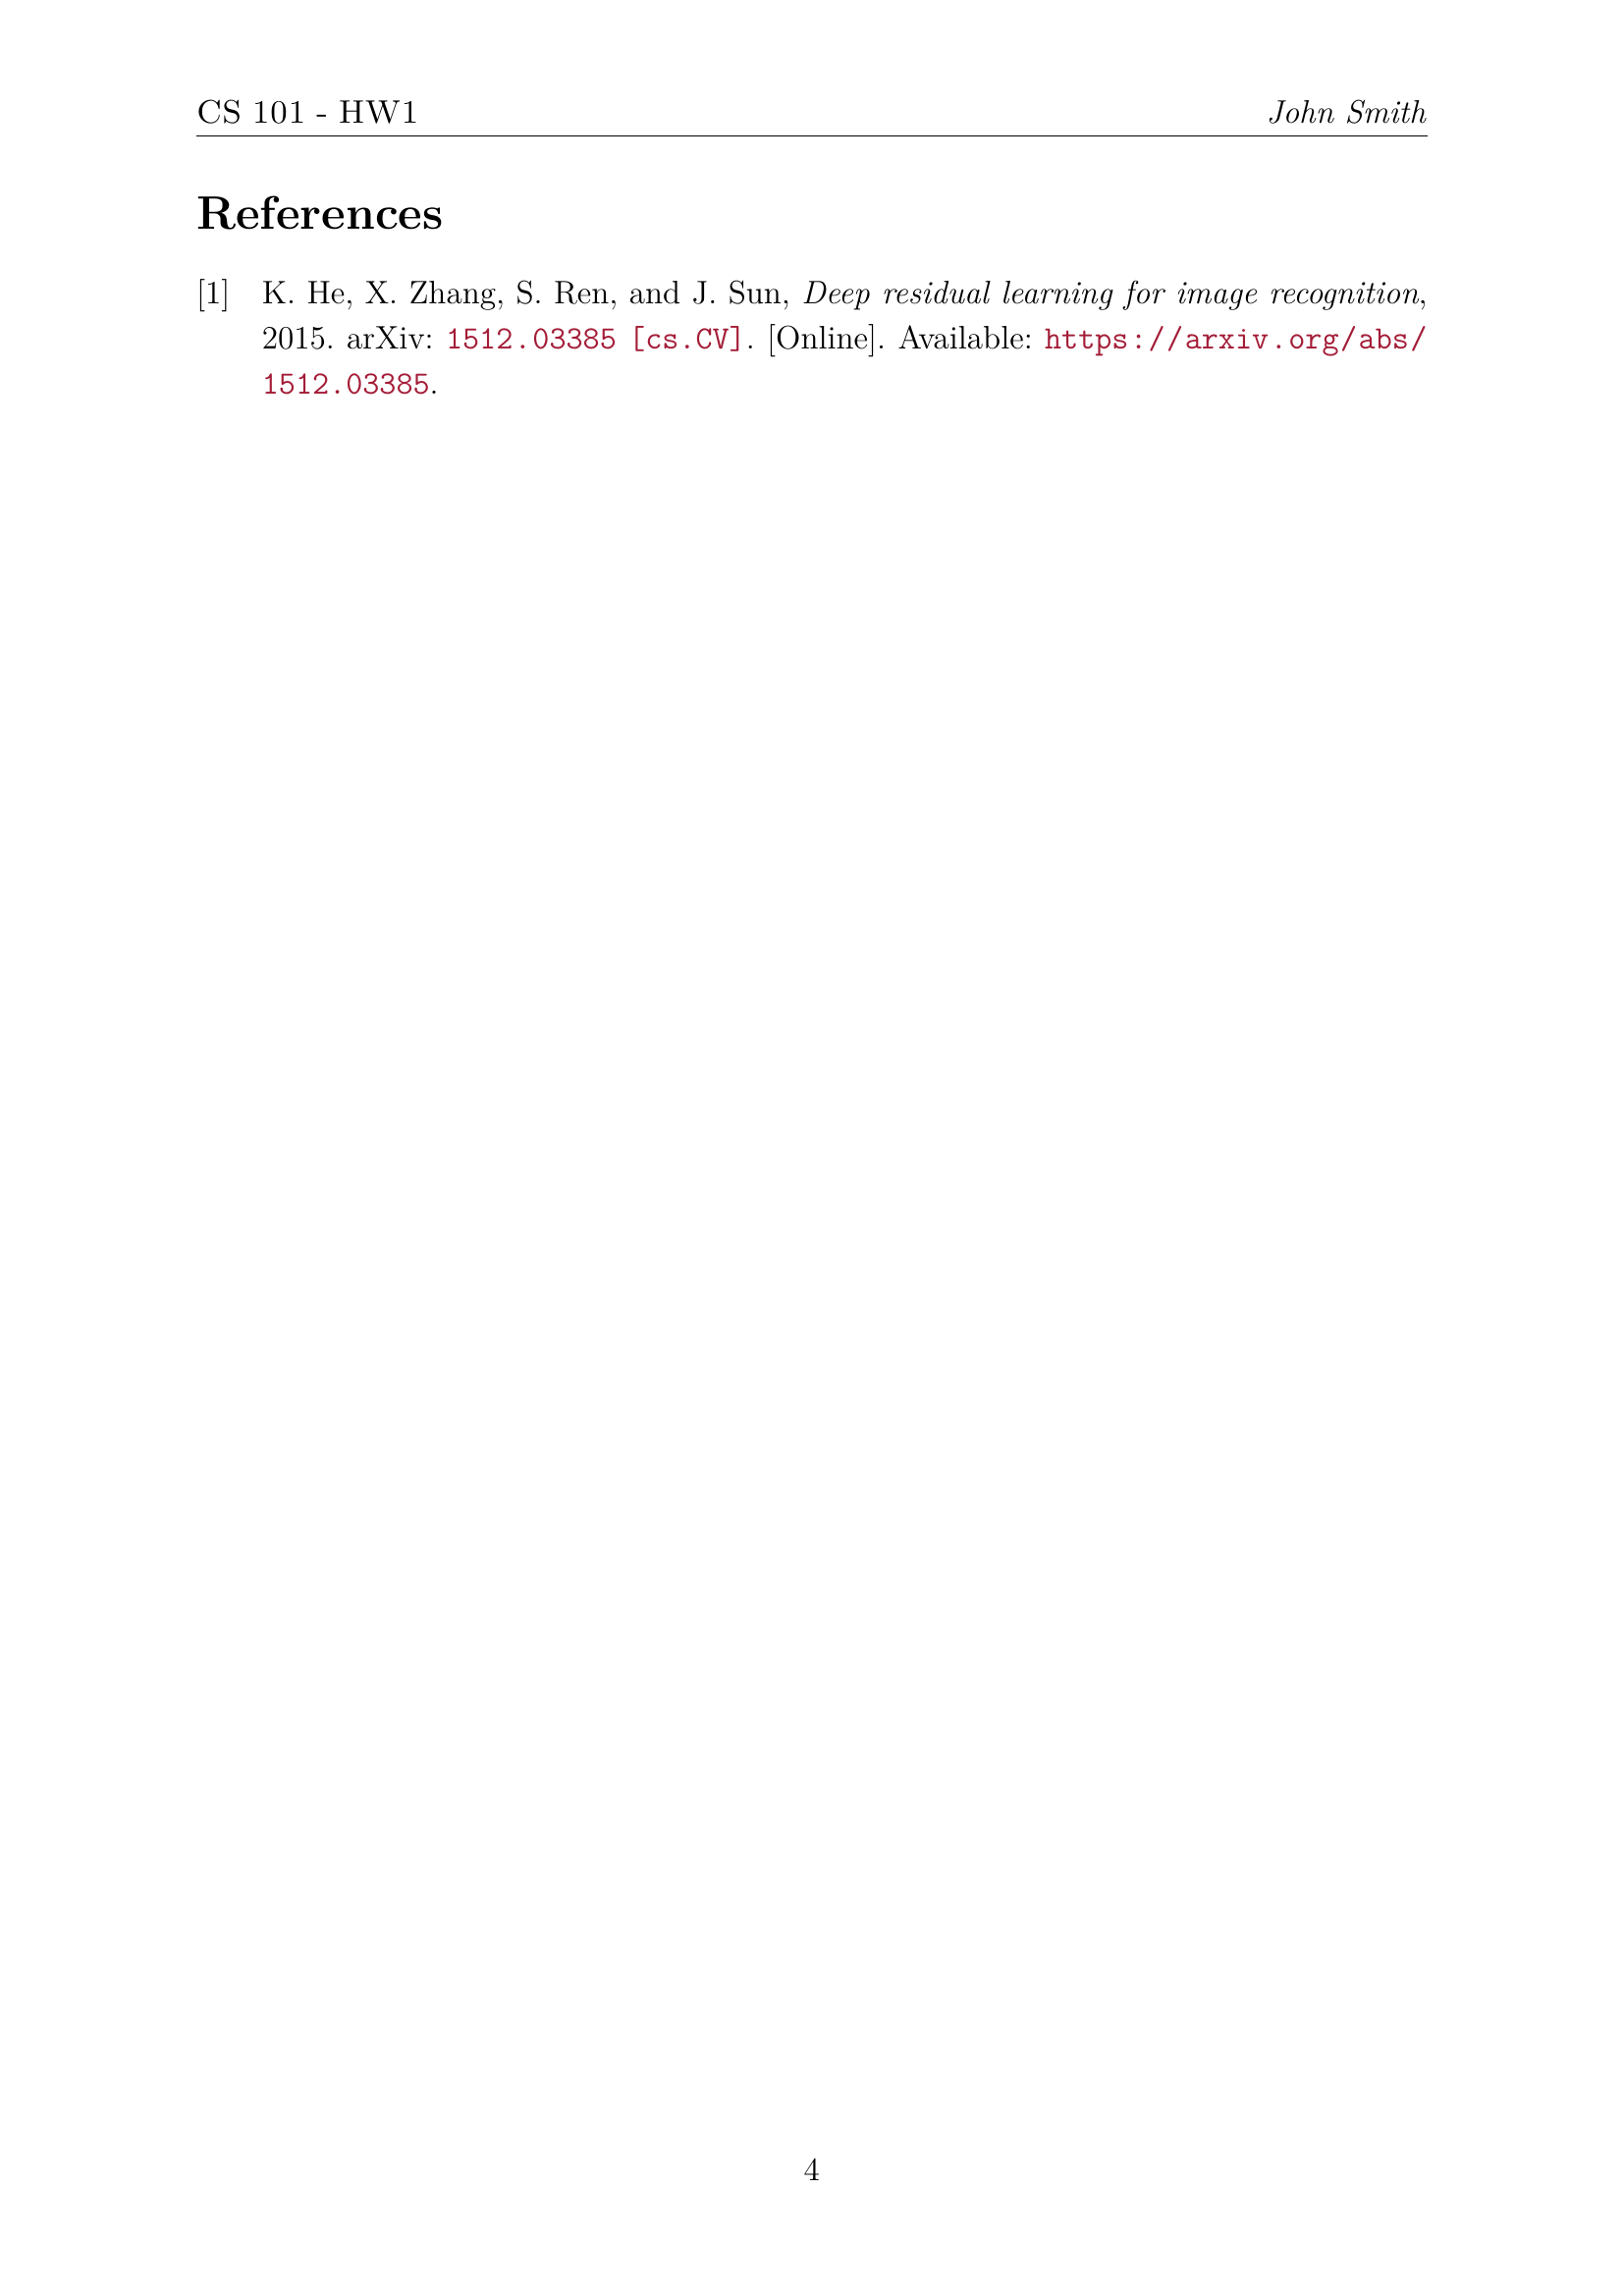 CS 101 - HW1 John Smith
References
[1] K. He, X. Zhang, S. Ren, and J. Sun, Deep residual learning for image recognition,
2015. arXiv: 1512.03385 [cs.CV]. [Online]. Available: https://arxiv.org/abs/
1512.03385.
4